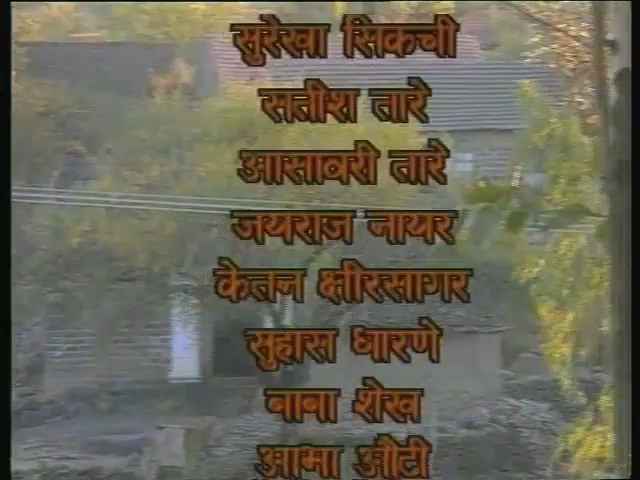 सुरेखा सिकची
सतीश तारे
आसावरी तारे
जयराज नायर
केतन क्षीरसागर
सुहास धारणे
बाबा शेख
आमा औटी